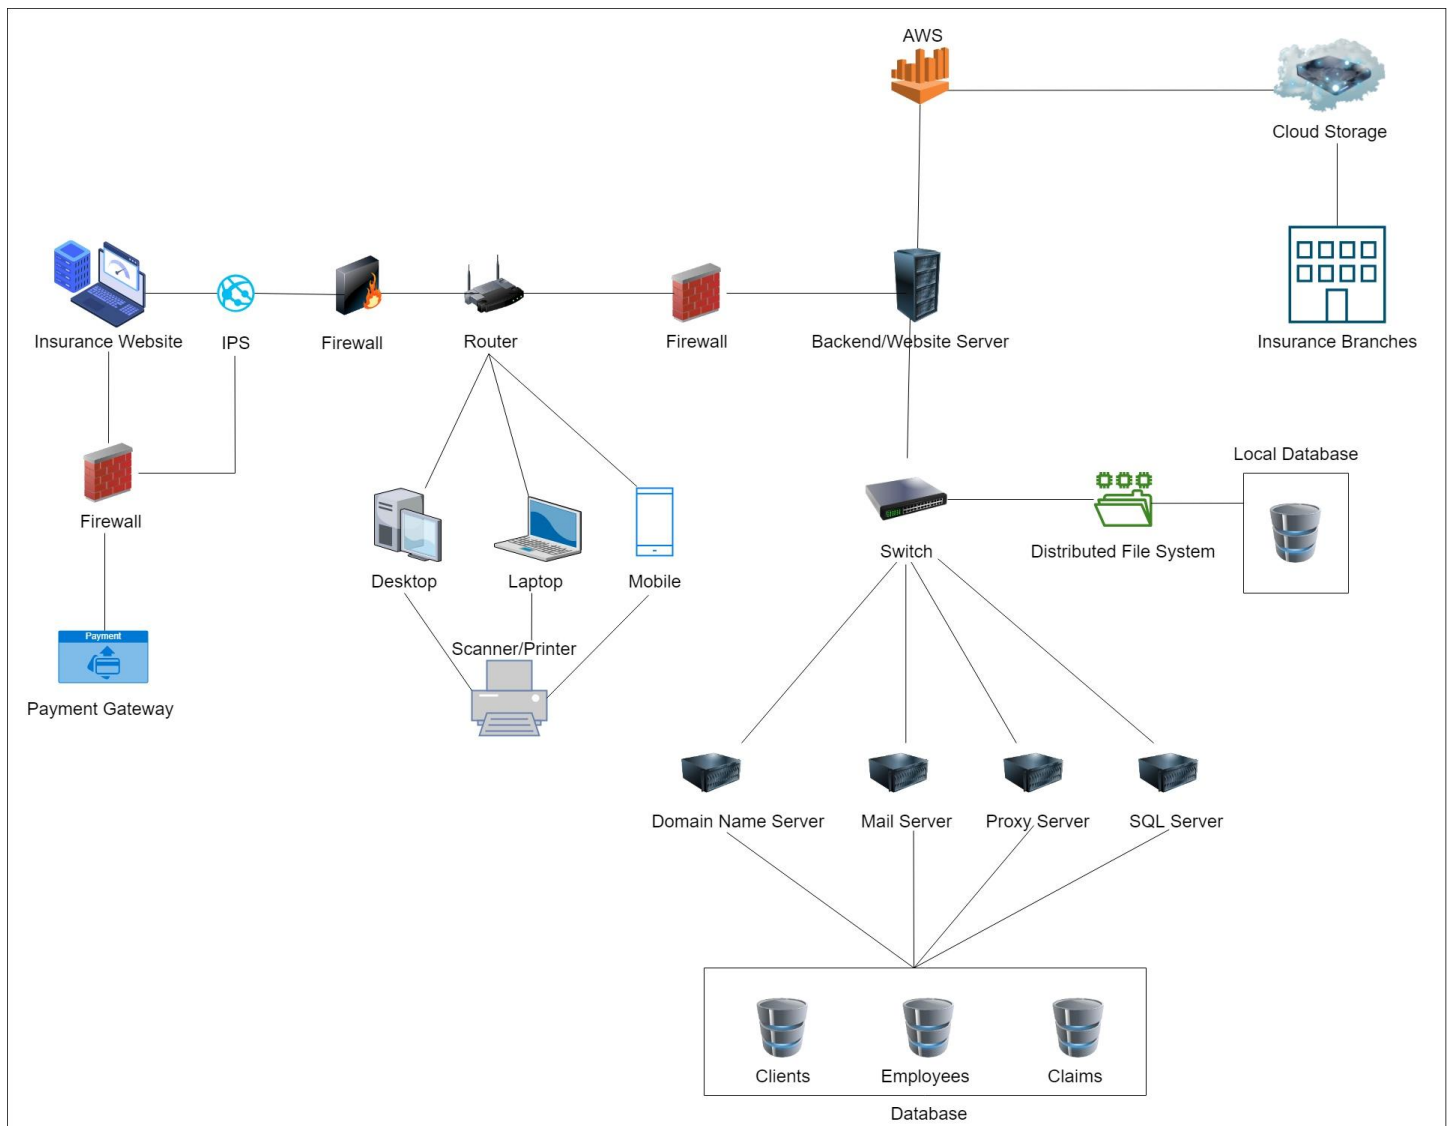 AWS
Cloud Storage
Insurance Website
IPS
Firewall
Router
Firewall
Backend/Website Server
Insurance Branches
Local Database
Firewall
Switch
Distributed File System
Desktop
Laptop
Mobile
Payment
Scanner/Printer
Payment Gateway
Domain Name Server
Mail Server
Proxy Server
SQL Server
Clients
Employees
Claims
Database